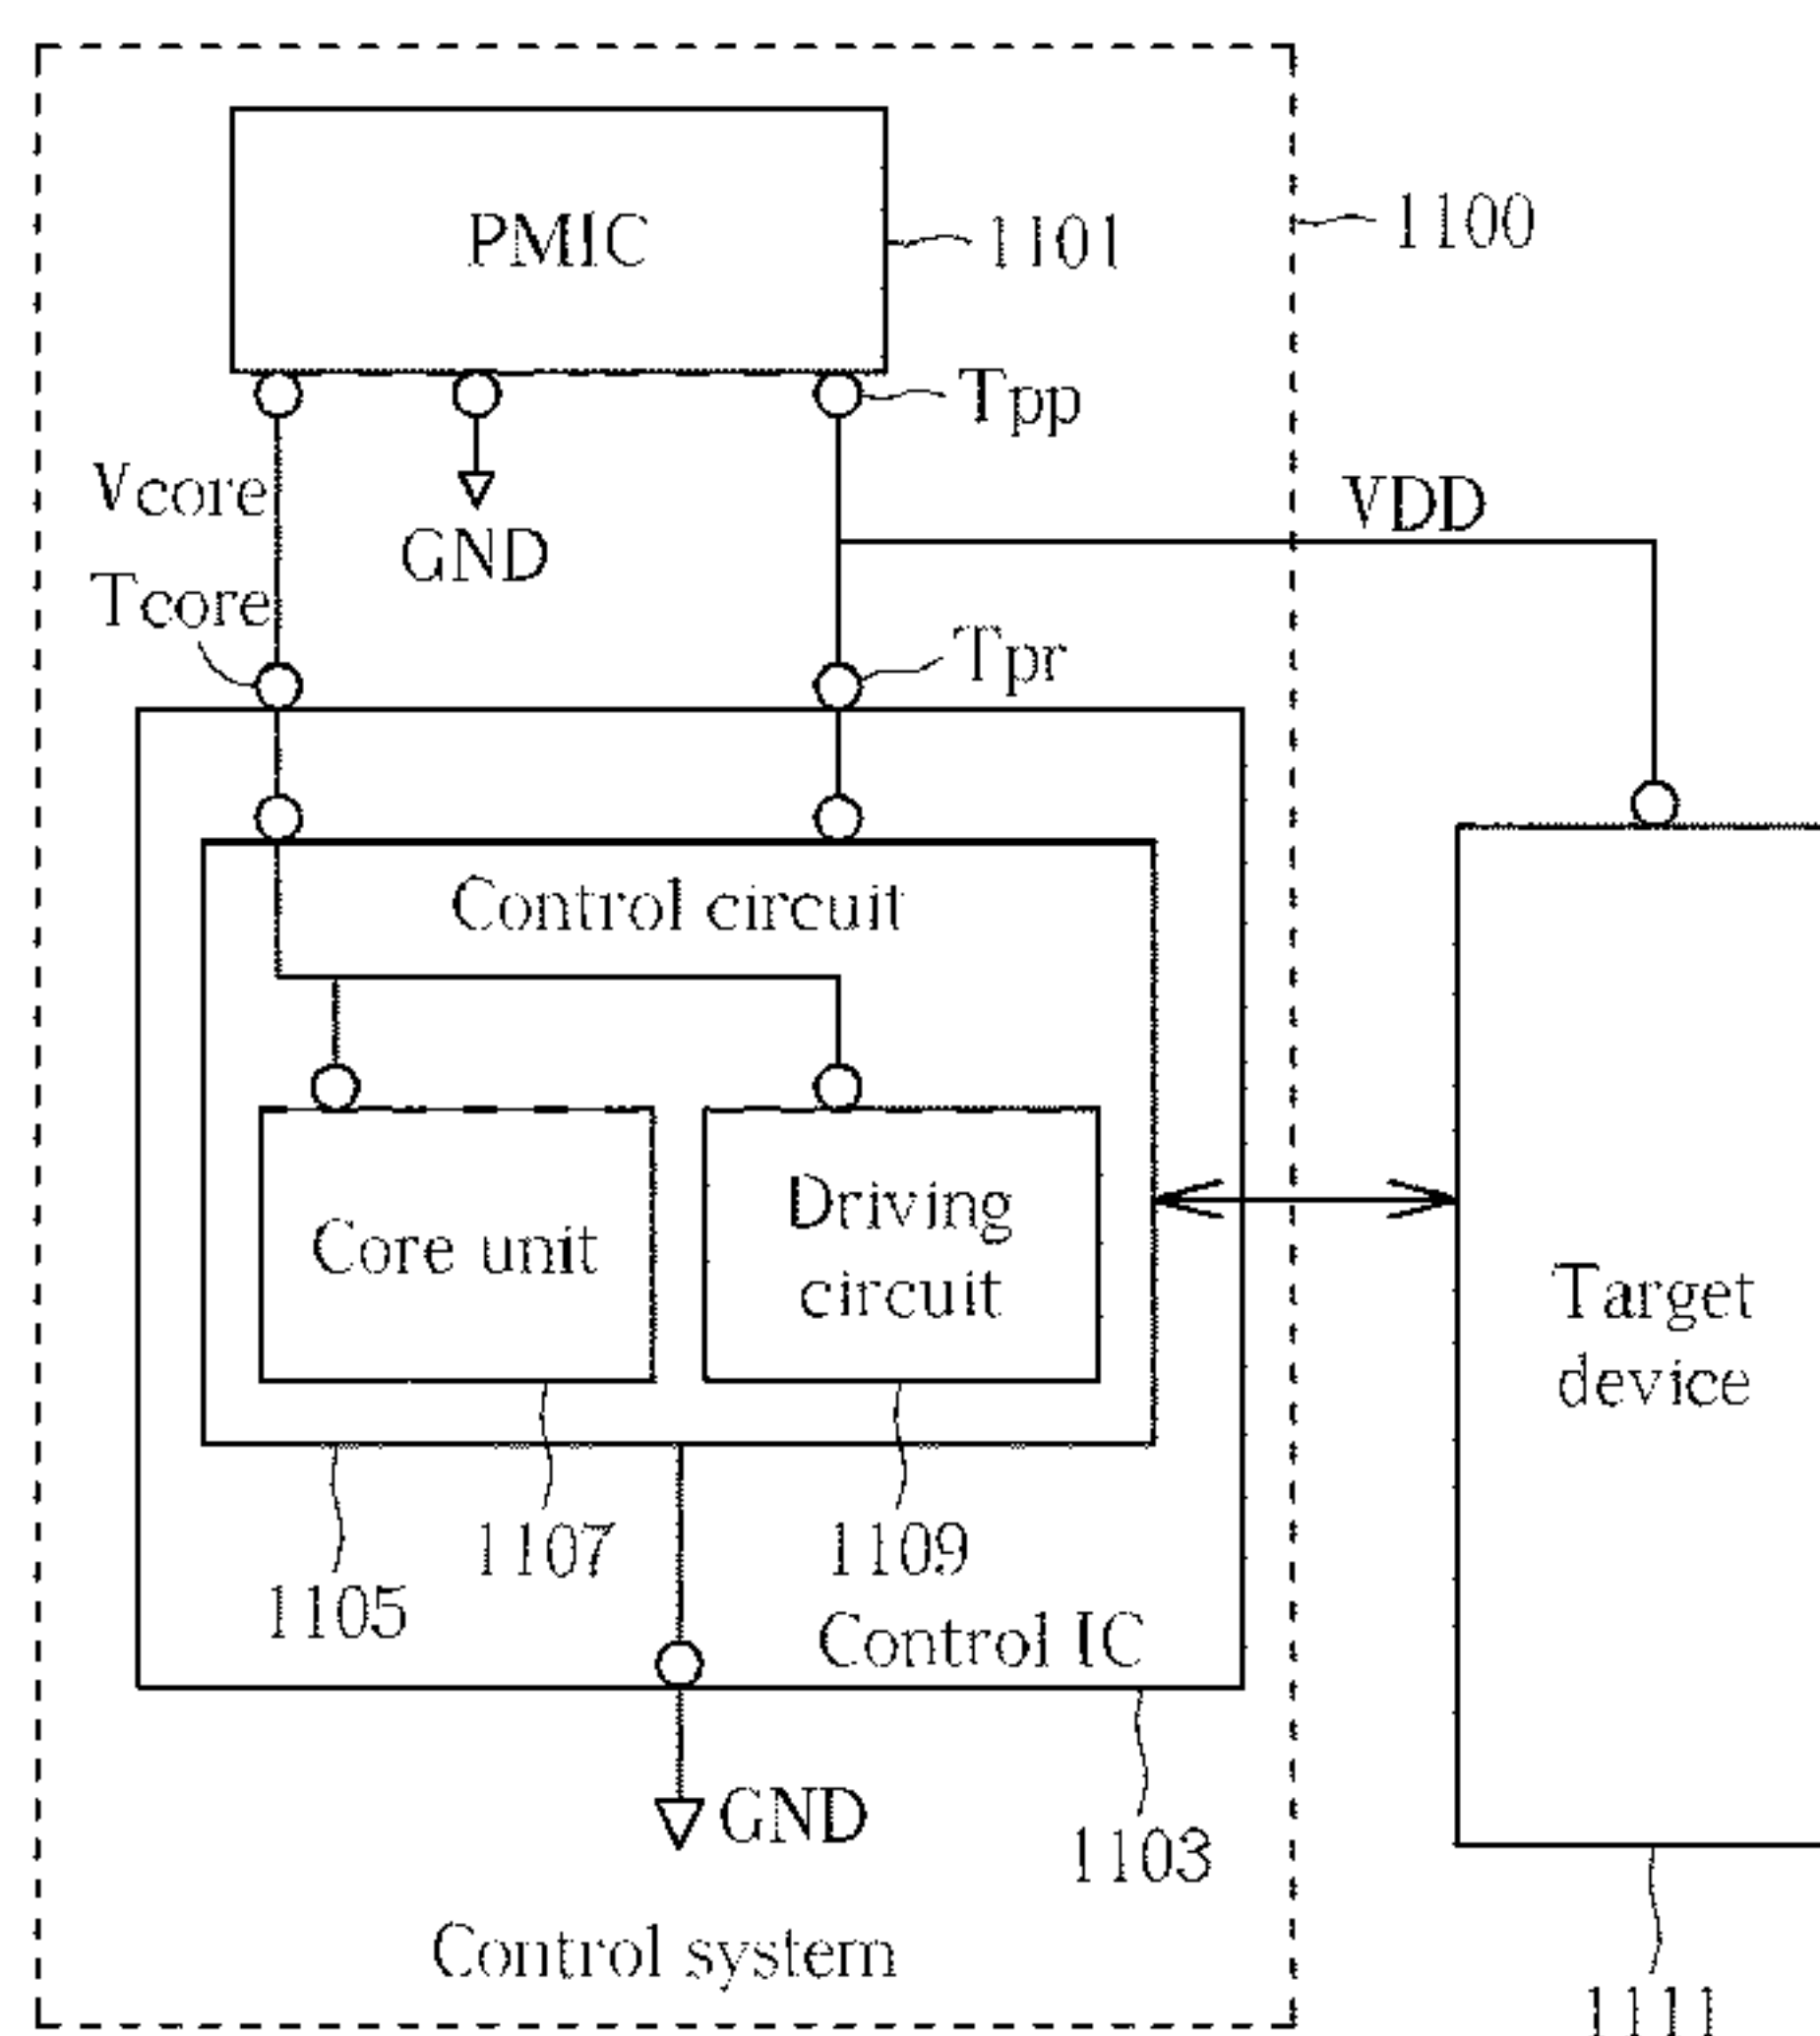 PMIC
1101
1100
Tpp
Vcore
GND
VDD
Tcore
Tpr
Control circuit
Core unit
Driving
circuit
Target
device
1107
1109
1105
Control IC
GND
1103
Control system
1111